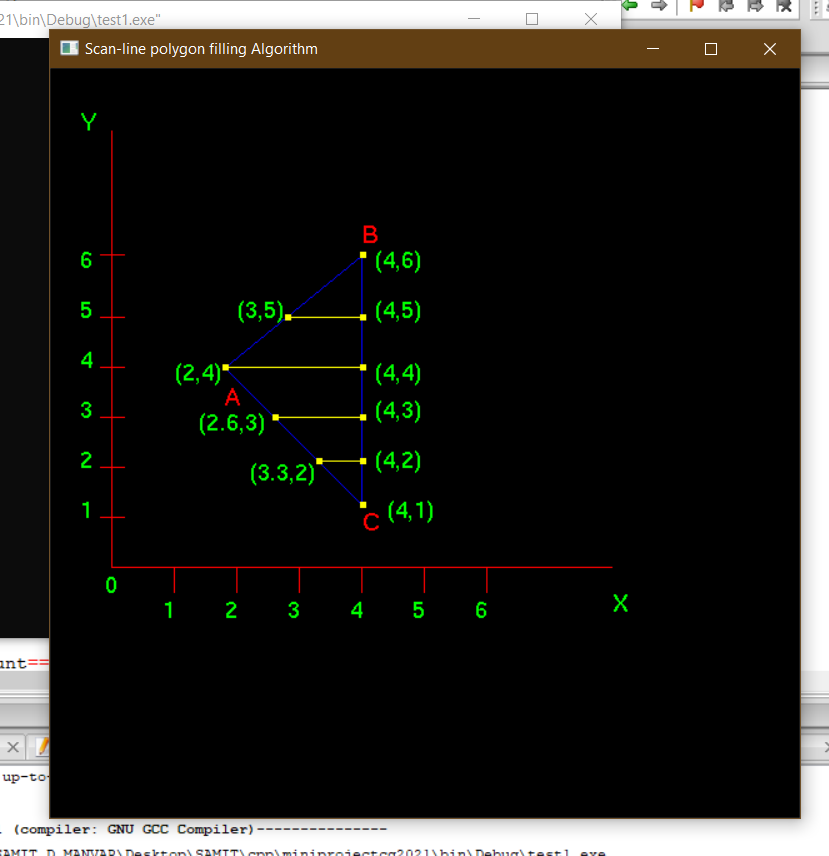 21\bin\Debug\test1.exe"
Scan-line polygon filling Algorithm
Y
B
6
(4,6)
5
(3,5)
(4,5)
4
(2,4)
(4,4)
A
3
(2.6,3)
(4,3)
2
(3.3,2)
(4,2)
1
(4,1)
C
0
1
2
3
4
5
6
X
unt==
up-to-
(compiler: GNU GCC Compiler)---------------
SAMIT D MANVAR\Desktop\SAMIT\cpp\miniprojectcg2021\bin\Debug\test1.exe